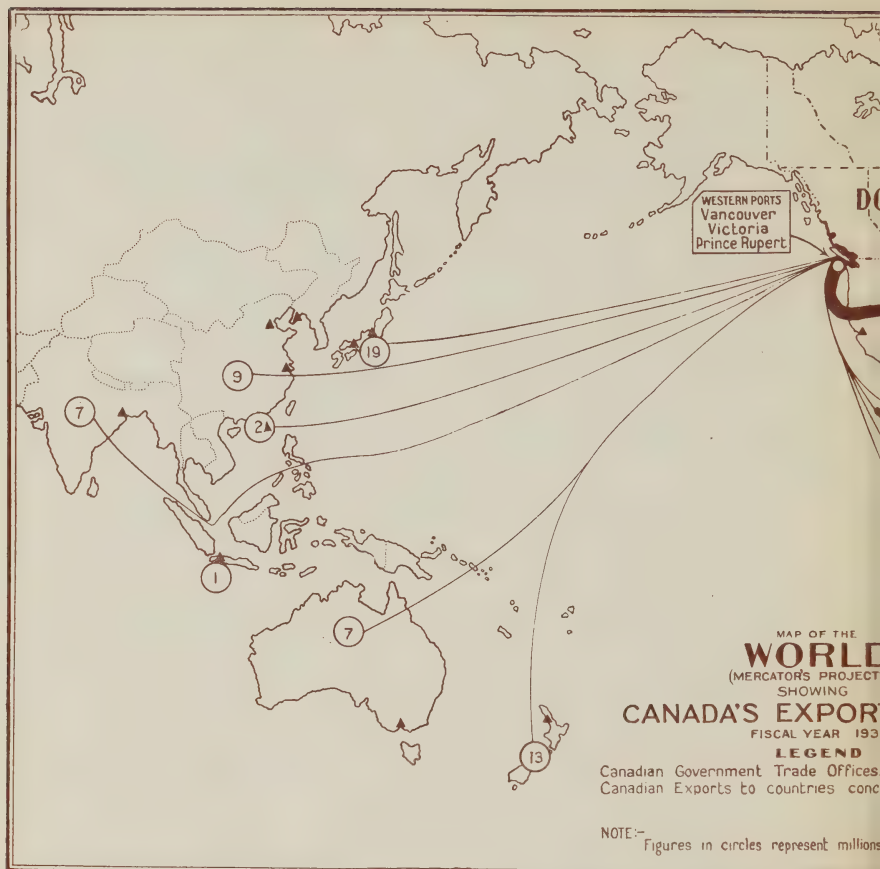 WESTERN PORTS
Vancouver
Victoria
Prince Rupert
DO
19
9
2
7
1
7
13
MAP OF THE
WORLD
(MERCATOR'S PROJECT
SHOWING
CANADA'S EXPORT
FISCAL YEAR 193
LEGEND
Canadian Government Trade Offices
Canadian Exports to countries conc
NOTE:-
Figures in circles represent millions